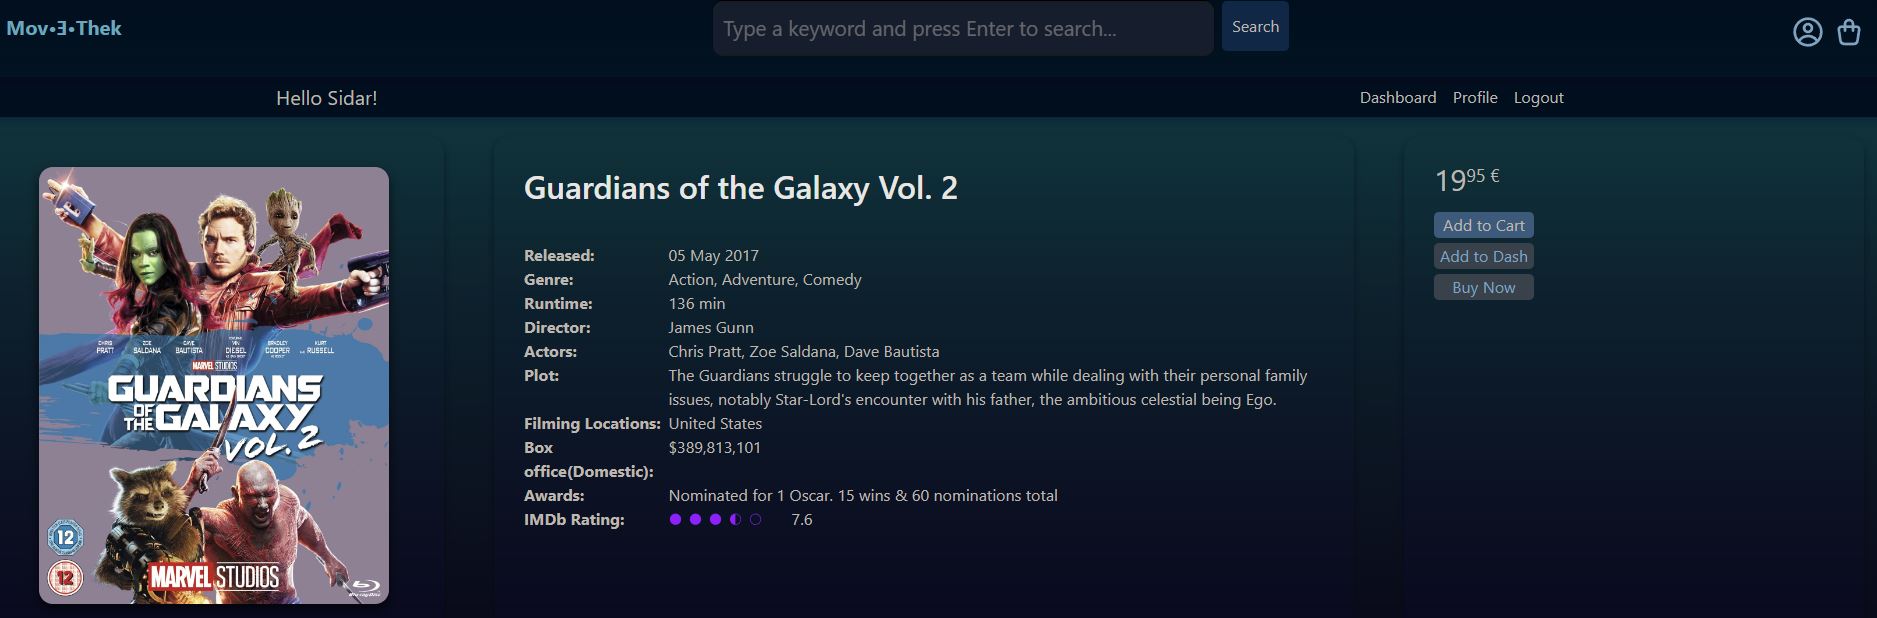 Mov•Ǝ•Thek
Type a keyword and press Enter to search...
Search
Hello Sidar!
Dashboard Profile Logout
CHRIS PRATT ZOE SALDANA DAVE BAUTISTA VIN DIESEL BRADLEY COOPER KURT RUSSELL
MARVEL STUDIOS
GUARDIANS
OF THE GALAXY
VOL. 2
12
12
MARVEL STUDIOS
Blu-ray Disc
Guardians of the Galaxy Vol. 2
Released: 05 May 2017
Genre: Action, Adventure, Comedy
Runtime: 136 min
Director: James Gunn
Actors: Chris Pratt, Zoe Saldana, Dave Bautista
Plot: The Guardians struggle to keep together as a team while dealing with their personal family
issues, notably Star-Lord's encounter with his father, the ambitious celestial being Ego.
Filming Locations: United States
Box $389,813,101
office(Domestic):
Awards: Nominated for 1 Oscar. 15 wins & 60 nominations total
IMDb Rating: 7.6
1995 €
Add to Cart
Add to Dash
Buy Now